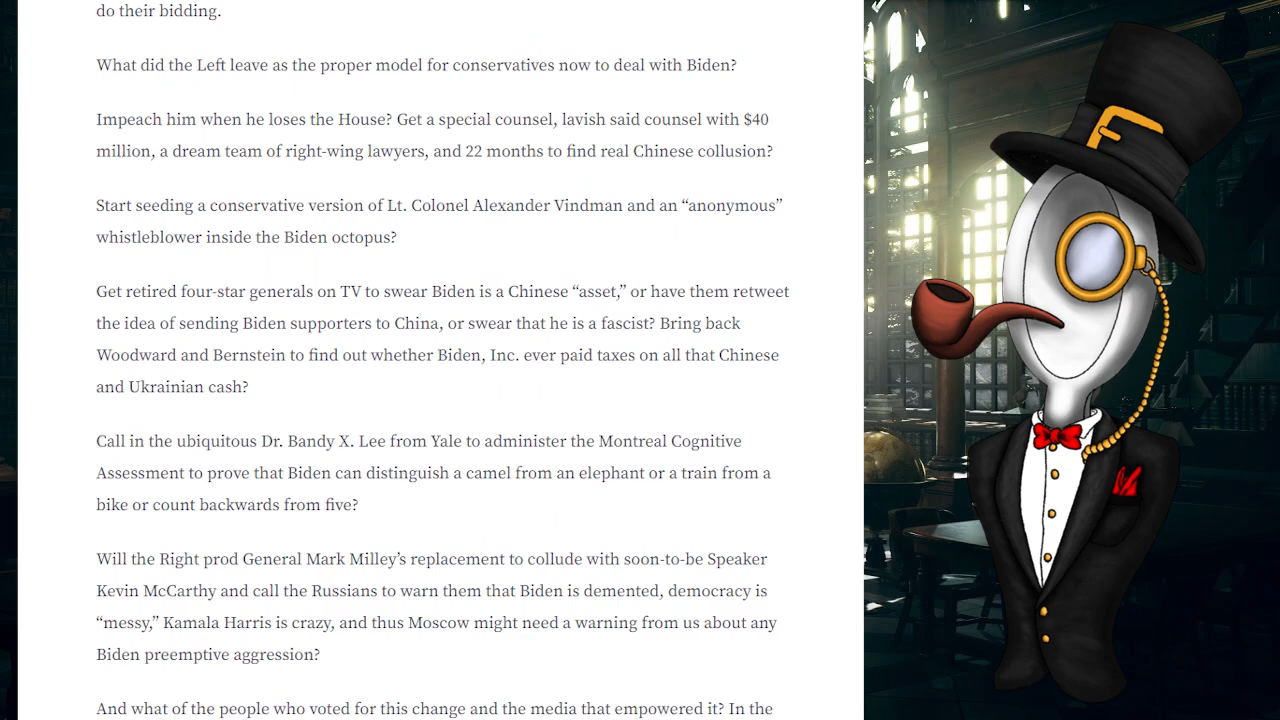 do their bidding.
What did the Left leave as the proper model for conservatives now to deal with Biden?
Impeach him when he loses the House? Get a special counsel, lavish said counsel with $40
million, a dream team of right-wing lawyers, and 22 months to find real Chinese collusion?
Start seeding a conservative version of Lt. Colonel Alexander Vindman and an “anonymous”
whistleblower inside the Biden octopus?
Get retired four-star generals on TV to swear Biden is a Chinese “asset,” or have them retweet
the idea of sending Biden supporters to China, or swear that he is a fascist? Bring back
Woodward and Bernstein to find out whether Biden, Inc. ever paid taxes on all that Chinese
and Ukrainian cash?
Call in the ubiquitous Dr. Bandy X. Lee from Yale to administer the Montreal Cognitive
Assessment to prove that Biden can distinguish a camel from an elephant or a train from a
bike or count backwards from five?
Will the Right prod General Mark Milley’s replacement to collude with soon-to-be Speaker
Kevin McCarthy and call the Russians to warn them that Biden is demented, democracy is
“messy,” Kamala Harris is crazy, and thus Moscow might need a warning from us about any
Biden preemptive aggression?
And what of the people who voted for this change and the media that empowered it? In the